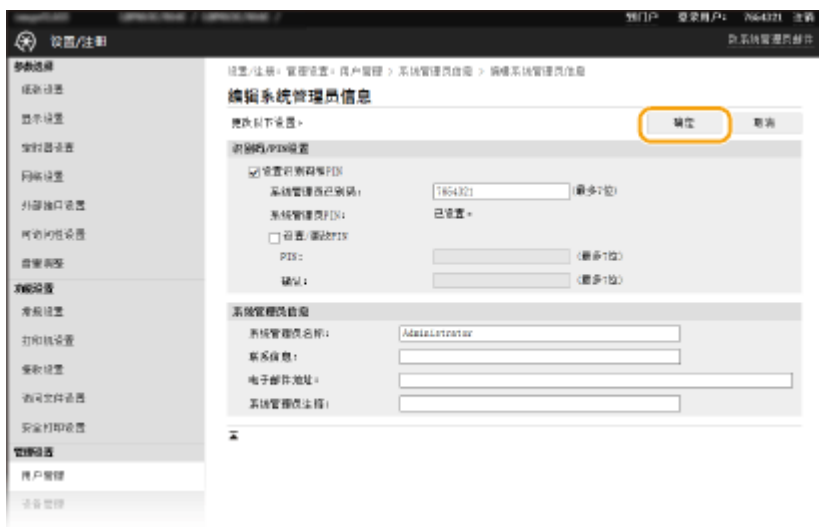 到门户 登录用户: 7654321 注销
设置/注册 致系统管理员邮件
参数选择
纸张设置
显示设置
定时器设置
网络设置
外部接口设置
可访问性设置
音量调整
功能设置
常规设置
打印机设置
接收设置
访问文件设置
安全打印设置
管理设置
用户管理
设备管理
设置/注册: 管理设置: 用户管理 > 系统管理员信息 > 编辑系统管理员信息
编辑系统管理员信息
更改以下设置。
确定 取消
识别码/PIN设置
设置识别码和PIN
系统管理员识别码: 7654321 (最多7位)
系统管理员PIN: 已设置。
设置/更改PIN
PIN: (最多7位)
确认: (最多7位)
系统管理员信息
系统管理员名称: Administrator
联系信息:
电子邮件地址:
系统管理员注释: